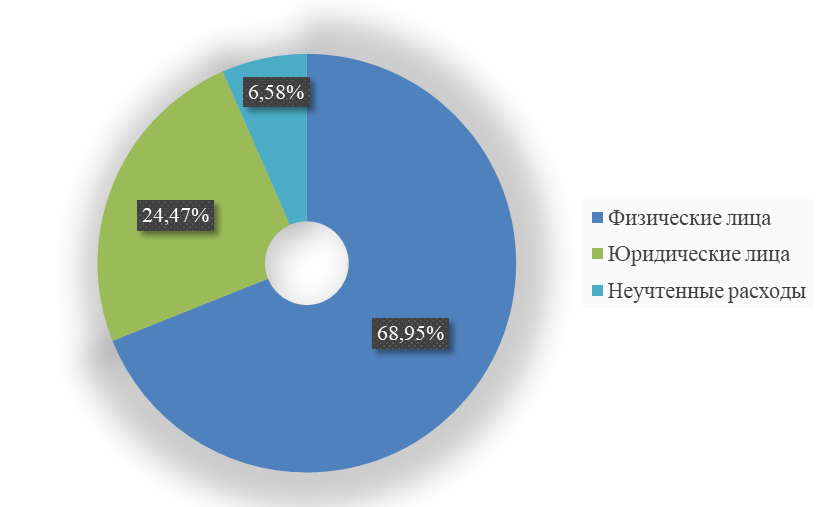 6,58%
24,47%
68,95%
Физические лица
Юридические лица
Неучтенные расходы